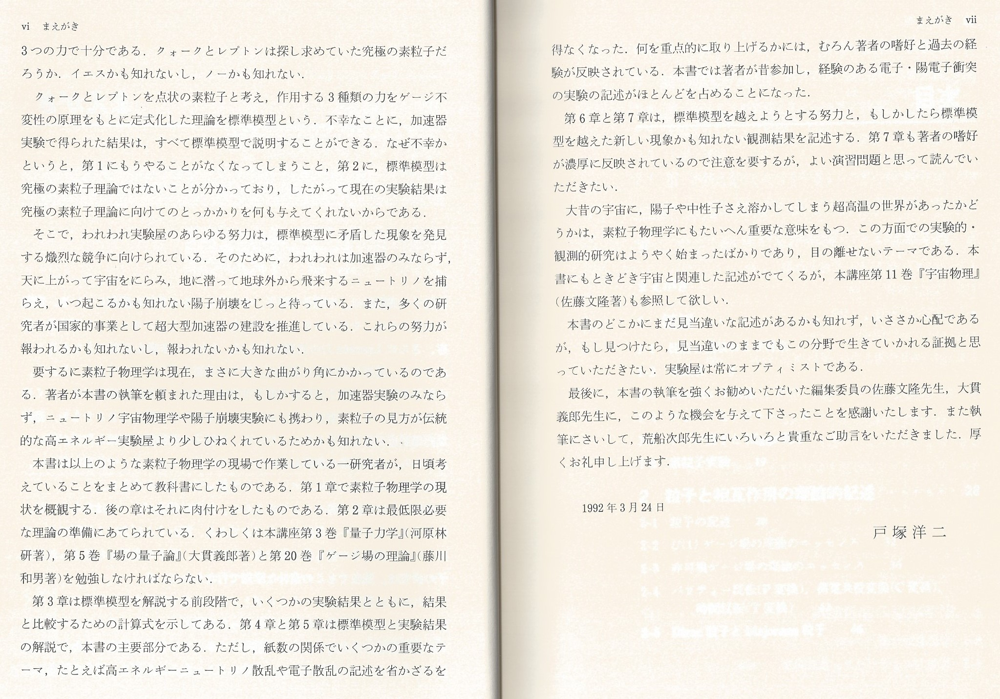 vi　まえがき
3つの力で十分である．クォークとレプトンは探し求めていた究極の素粒子だ
ろうか．イエスかも知れないし，ノーかも知れない．
　クォークとレプトンを点状の素粒子と考え，作用する3種類の力をゲージ不
変性の原理をもとに定式化した理論を標準模型という．不幸なことに，加速器
実験で得られた結果は，すべて標準模型で説明することができる．なぜ不幸か
というと，第1にもうやることがなくなってしまうこと，第2に，標準模型は
究極の素粒子理論ではないことが分かっており，したがって現在の実験結果は
究極の素粒子理論に向けてのとっかかりを何も与えてくれないからである．
　そこで，われわれ実験屋のあらゆる努力は，標準模型に矛盾した現象を発見
する熾烈な競争に向けられている．そのために，われわれは加速器のみならず，
天に上がって宇宙をにらみ，地に潜って地球外から飛来するニュートリノを捕
らえ，いつ起こるかも知れない陽子崩壊をじっと待っている．また，多くの研
究者が国家的事業として超大型加速器の建設を推進している．これらの努力が
報われるかも知れないし，報われないかも知れない．
　要するに素粒子物理学は現在，まさに大きな曲がり角にかかっているのであ
る．著者が本書の執筆を頼まれた理由は，もしかすると，加速器実験のみなら
ず，ニュートリノ宇宙物理学や陽子崩壊実験にも携わり，素粒子の見方が伝統
的な高エネルギー実験屋より少しひねくれているためかも知れない．
　本書は以上のような素粒子物理学の現場で作業している一研究者が，日頃考
えていることをまとめて教科書にしたものである．第1章で素粒子物理学の現
状を概観する．後の章はそれに肉付けをしたものである．第2章は最低限必要
な理論の準備にあてられている．くわしくは本講座第3巻『量子力学』(河原林
研著)，第5巻『場の量子論』(大貫義郎著)と第20巻『ゲージ場の理論』(藤川
和男著)を勉強しなければならない．
　第3章は標準模型を解説する前段階で，いくつかの実験結果とともに，結果
と比較するための計算式を示してある．第4章と第5章は標準模型と実験結果
の解説で，本書の主要部分である．ただし，紙数の関係でいくつかの重要なテ
ーマ，たとえば高エネルギーニュートリノ散乱や電子散乱の記述を省かざるを
まえがき　vii
得なくなった．何を重点的に取り上げるかには，むろん著者の嗜好と過去の経
験が反映されている．本書では著者が昔参加し，経験のある電子・陽電子衝突
の実験の記述がほとんどを占めることになった．
　第6章と第7章は，標準模型を越えようとする努力と，もしかしたら標準模
型を越えた新しい現象かも知れない観測結果を記述する．第7章も著者の嗜好
が濃厚に反映されているので注意を要するが，よい演習問題と思って読んでい
ただきたい．
　大昔の宇宙に，陽子や中性子さえ溶かしてしまう超高温の世界があったかど
うかは，素粒子物理学にもたいへん重要な意味をもつ．この方面での実験的・
観測的研究はようやく始まったばかりであり，目の離せないテーマである．本
書にもときどき宇宙と関連した記述がでてくるが，本講座第11巻『宇宙物理』
(佐藤文隆著)も参照して欲しい．
　本書のどこかにまだ見当違いな記述があるかも知れず，いささか心配である
が，もし見つけたら，見当違いのままでもこの分野で生きていかれる証拠と思
っていただきたい．実験屋は常にオプティミストである．
　最後に，本書の執筆を強くお勧めいただいた編集委員の佐藤文隆先生，大貫
義郎先生に，このような機会を与えて下さったことを感謝いたします．また執
筆にさいして，荒船次郎先生にいろいろと貴重なご助言をいただきました．厚
くお礼申し上げます．
1992年3月24日
戸塚洋二